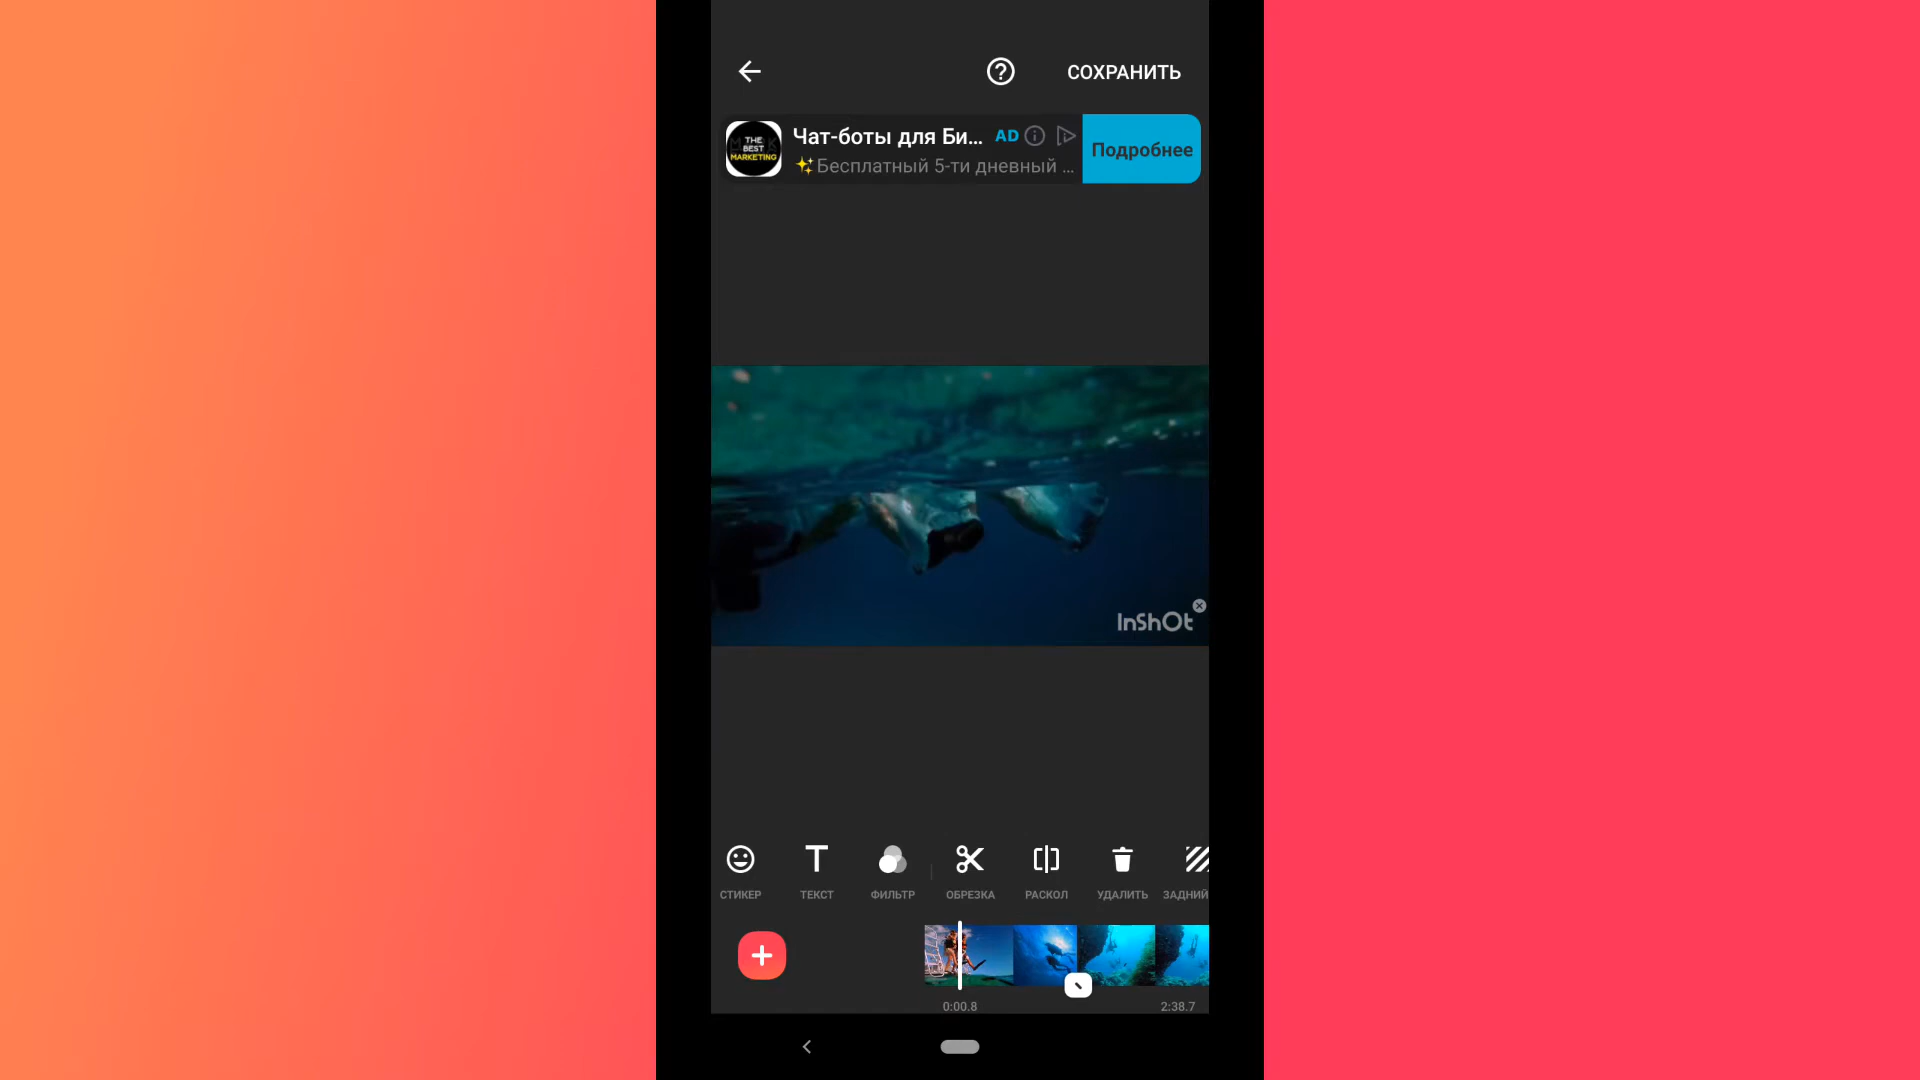 СОХРАНИТЬ
THE
BEST
MARKETING
Чат-боты для Би... AD
✨Бесплатный 5-ти дневный ...
Подробнее
InShOt
СТИКЕР
ТЕКСТ
ФИЛЬТР
ОБРЕЗКА
РАСКОЛ
УДАЛИТЬ
ЗАДНИЙ
0:00.8
2:38.7